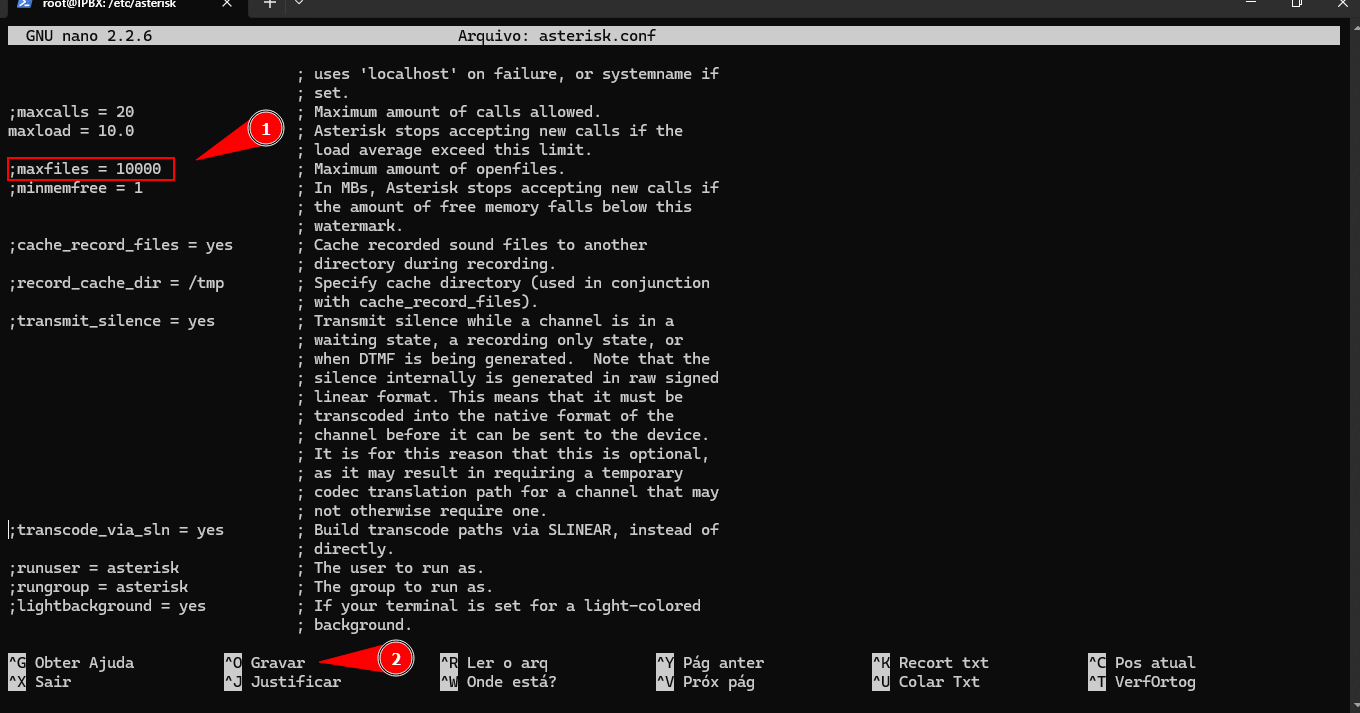 root@IPBX: /etc/asterisk
GNU nano 2.2.6 Arquivo: asterisk.conf
; uses 'localhost' on failure, or systemname if
; set.
;maxcalls = 20 ; Maximum amount of calls allowed.
maxload = 10.0 ; Asterisk stops accepting new calls if the
; load average exceed this limit.
;maxfiles = 10000 ; Maximum amount of openfiles.
;minmemfree = 1 ; In MBs, Asterisk stops accepting new calls if
; the amount of free memory falls below this
; watermark.
;cache_record_files = yes ; Cache recorded sound files to another
; directory during recording.
;record_cache_dir = /tmp ; Specify cache directory (used in conjunction
; with cache_record_files).
;transmit_silence = yes ; Transmit silence while a channel is in a
; waiting state, a recording only state, or
; when DTMF is being generated.  Note that the
; silence internally is generated in raw signed
; linear format. This means that it must be
; transcoded into the native format of the
; channel before it can be sent to the device.
; It is for this reason that this is optional,
; as it may result in requiring a temporary
; codec translation path for a channel that may
; not otherwise require one.
;transcode_via_sln = yes ; Build transcode paths via SLINEAR, instead of
; directly.
;runuser = asterisk ; The user to run as.
;rungroup = asterisk ; The group to run as.
;lightbackground = yes ; If your terminal is set for a light-colored
; background.
1
2
^G Obter Ajuda ^O Gravar ^R Ler o arq ^Y Pág anter ^K Recort txt ^C Pos atual
^X Sair ^J Justificar ^W Onde está? ^V Próx pág ^U Colar Txt ^T VerfOrtog